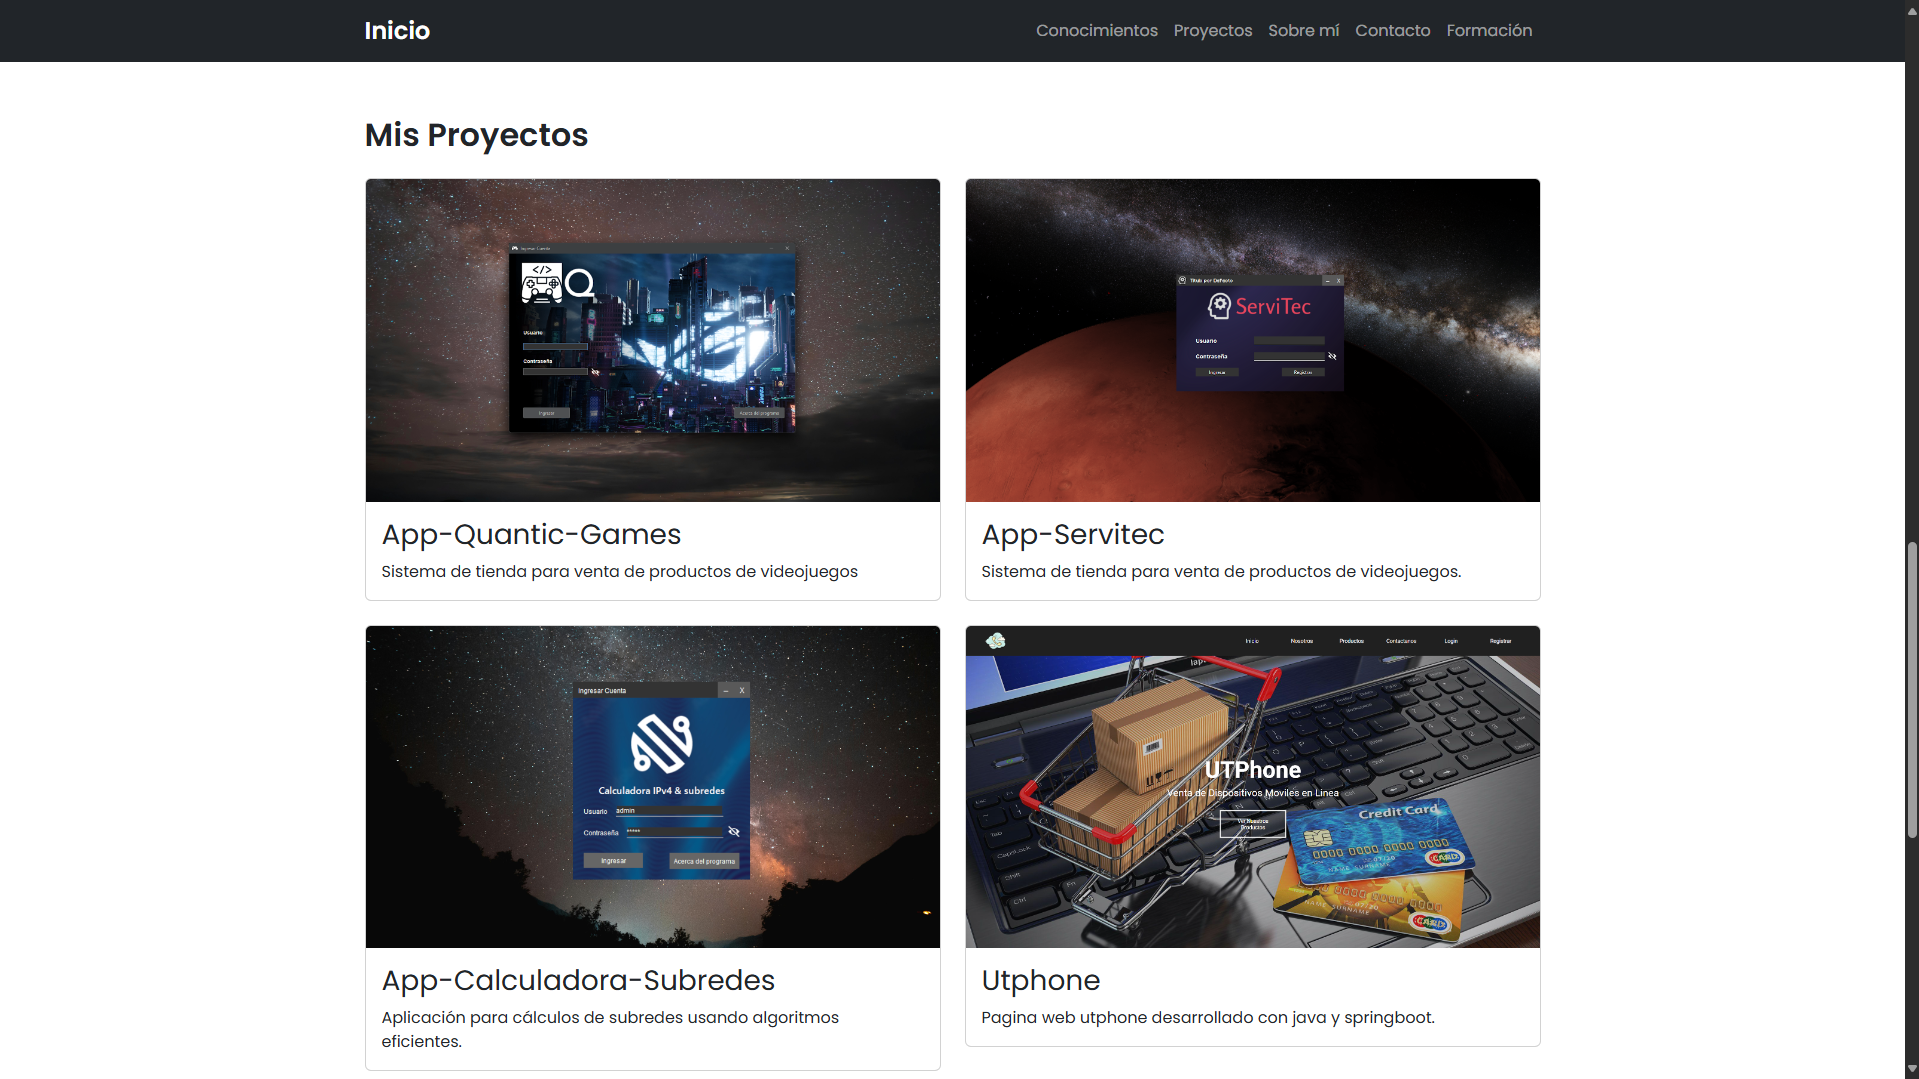 Inicio
Conocimientos Proyectos Sobre mí Contacto Formación
Mis Proyectos
Ingresar Cuenta
</>
Q
Usuario
Contraseña
Ingresar
Acerca del programa
App-Quantic-Games
Sistema de tienda para venta de productos de videojuegos
Titulo por Defecto
ServiTec
Usuario
Contraseña
Ingresar
Registrar
App-Servitec
Sistema de tienda para venta de productos de videojuegos.
Ingresar Cuenta
Calculadora IPv4 & subredes
Usuario admin
Contraseña *****
Ingresar
Acerca del programa
App-Calculadora-Subredes
Aplicación para cálculos de subredes usando algoritmos
eficientes.
Inicio Nosotros Productos Contactanos Login Registrar
UTPhone
Venta de Dispositivos Moviles en Linea
Ver Nuestros
Productos
Credit Card
CARD
CARD
Utphone
Pagina web utphone desarrollado con java y springboot.